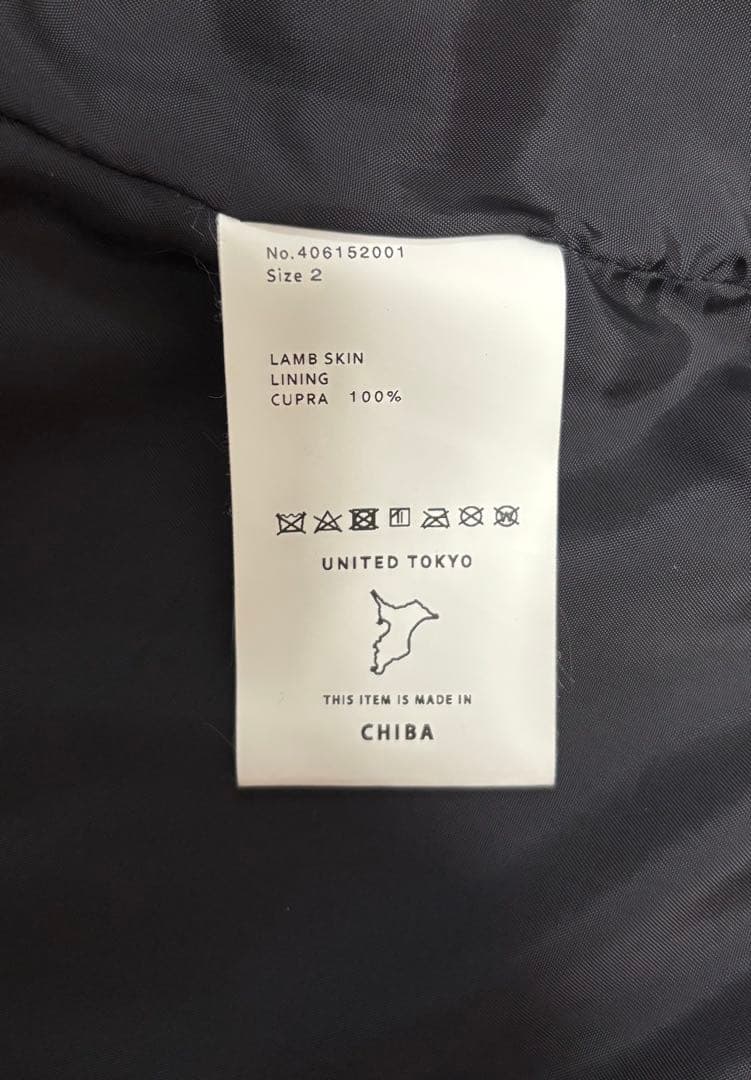 No.406152001
Size 2
LAMB SKIN
LINING
CUPRA 100%
UNITED TOKYO
THIS ITEM IS MADE IN
CHIBA